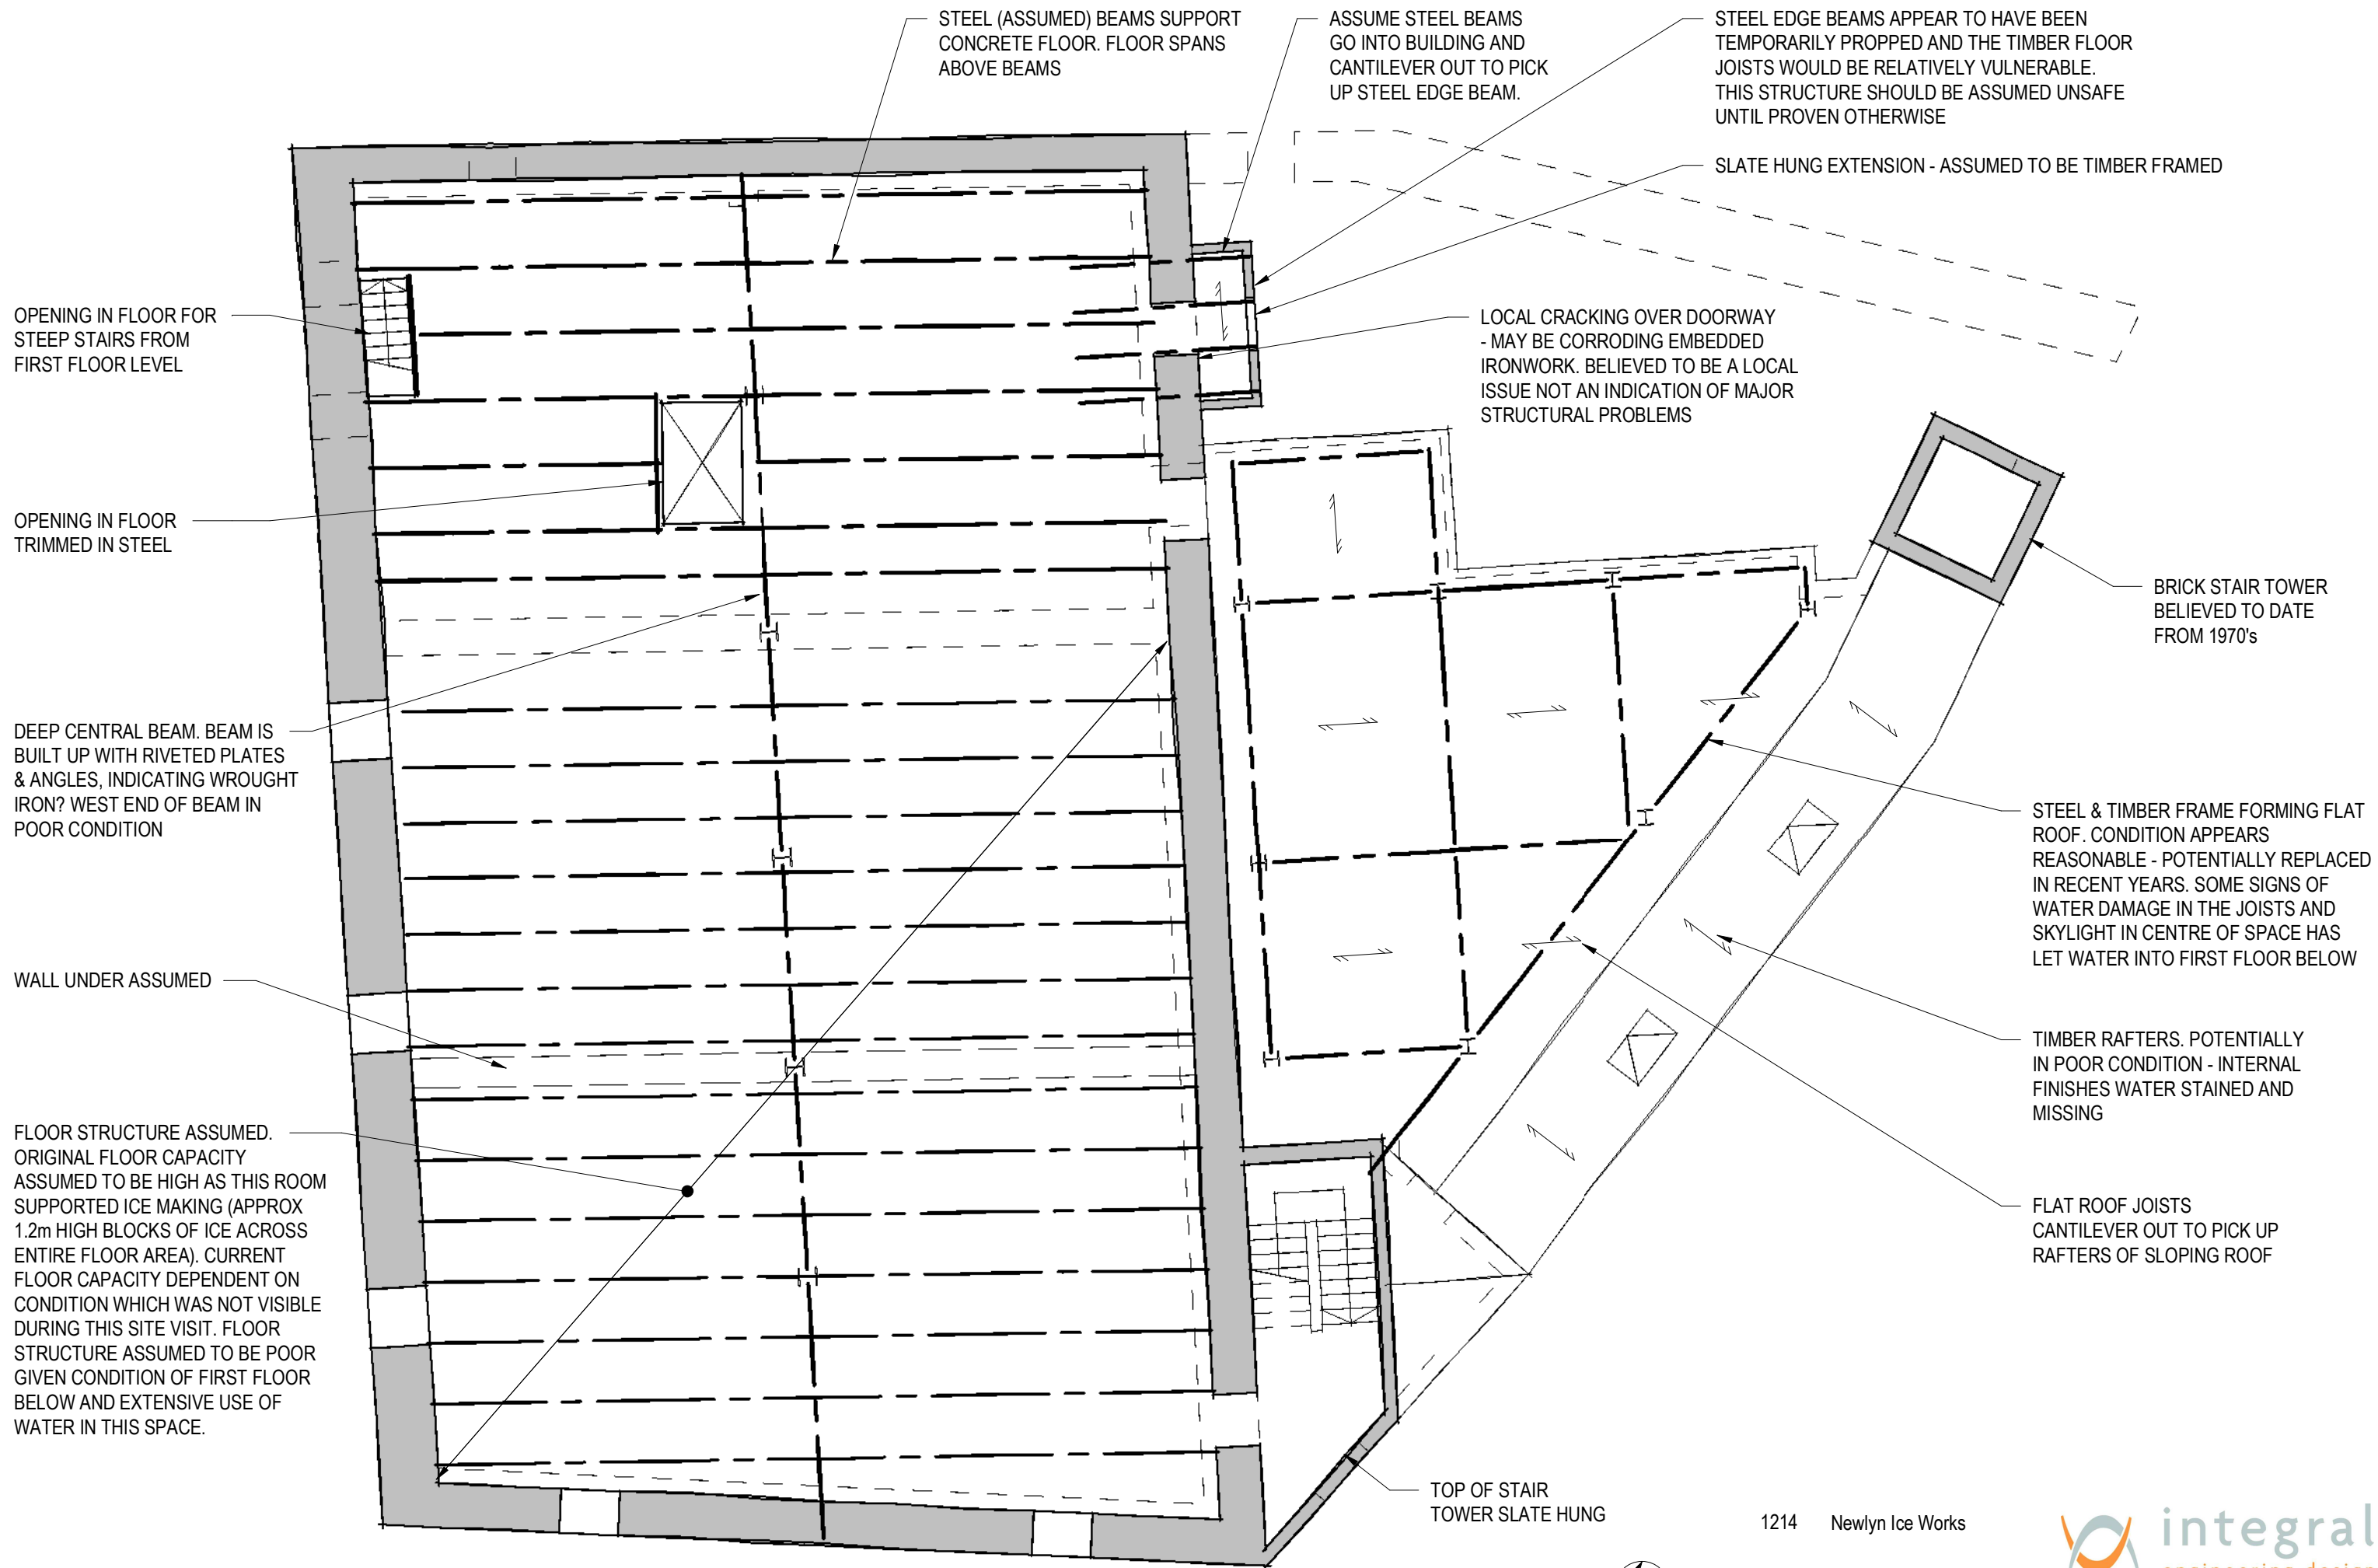 STEEL (ASSUMED) BEAMS SUPPORT
CONCRETE FLOOR. FLOOR SPANS
ABOVE BEAMS
ASSUME STEEL BEAMS
GO INTO BUILDING AND
CANTILEVER OUT TO PICK
UP STEEL EDGE BEAM.
STEEL EDGE BEAMS APPEAR TO HAVE BEEN
TEMPORARILY PROPPED AND THE TIMBER FLOOR
JOISTS WOULD BE RELATIVELY VULNERABLE.
THIS STRUCTURE SHOULD BE ASSUMED UNSAFE
UNTIL PROVEN OTHERWISE
SLATE HUNG EXTENSION - ASSUMED TO BE TIMBER FRAMED
OPENING IN FLOOR FOR
STEEP STAIRS FROM
FIRST FLOOR LEVEL
LOCAL CRACKING OVER DOORWAY
- MAY BE CORRODING EMBEDDED
IRONWORK. BELIEVED TO BE A LOCAL
ISSUE NOT AN INDICATION OF MAJOR
STRUCTURAL PROBLEMS
OPENING IN FLOOR
TRIMMED IN STEEL
BRICK STAIR TOWER
BELIEVED TO DATE
FROM 1970's
DEEP CENTRAL BEAM. BEAM IS
BUILT UP WITH RIVETED PLATES
& ANGLES, INDICATING WROUGHT
IRON? WEST END OF BEAM IN
POOR CONDITION
STEEL & TIMBER FRAME FORMING FLAT
ROOF. CONDITION APPEARS
REASONABLE - POTENTIALLY REPLACED
IN RECENT YEARS. SOME SIGNS OF
WATER DAMAGE IN THE JOISTS AND
SKYLIGHT IN CENTRE OF SPACE HAS
LET WATER INTO FIRST FLOOR BELOW
WALL UNDER ASSUMED
TIMBER RAFTERS. POTENTIALLY
IN POOR CONDITION - INTERNAL
FINISHES WATER STAINED AND
MISSING
FLOOR STRUCTURE ASSUMED.
ORIGINAL FLOOR CAPACITY
ASSUMED TO BE HIGH AS THIS ROOM
SUPPORTED ICE MAKING (APPROX
1.2m HIGH BLOCKS OF ICE ACROSS
ENTIRE FLOOR AREA). CURRENT
FLOOR CAPACITY DEPENDENT ON
CONDITION WHICH WAS NOT VISIBLE
DURING THIS SITE VISIT. FLOOR
STRUCTURE ASSUMED TO BE POOR
GIVEN CONDITION OF FIRST FLOOR
BELOW AND EXTENSIVE USE OF
WATER IN THIS SPACE.
FLAT ROOF JOISTS
CANTILEVER OUT TO PICK UP
RAFTERS OF SLOPING ROOF
TOP OF STAIR
TOWER SLATE HUNG
1214 Newlyn Ice Works
integral